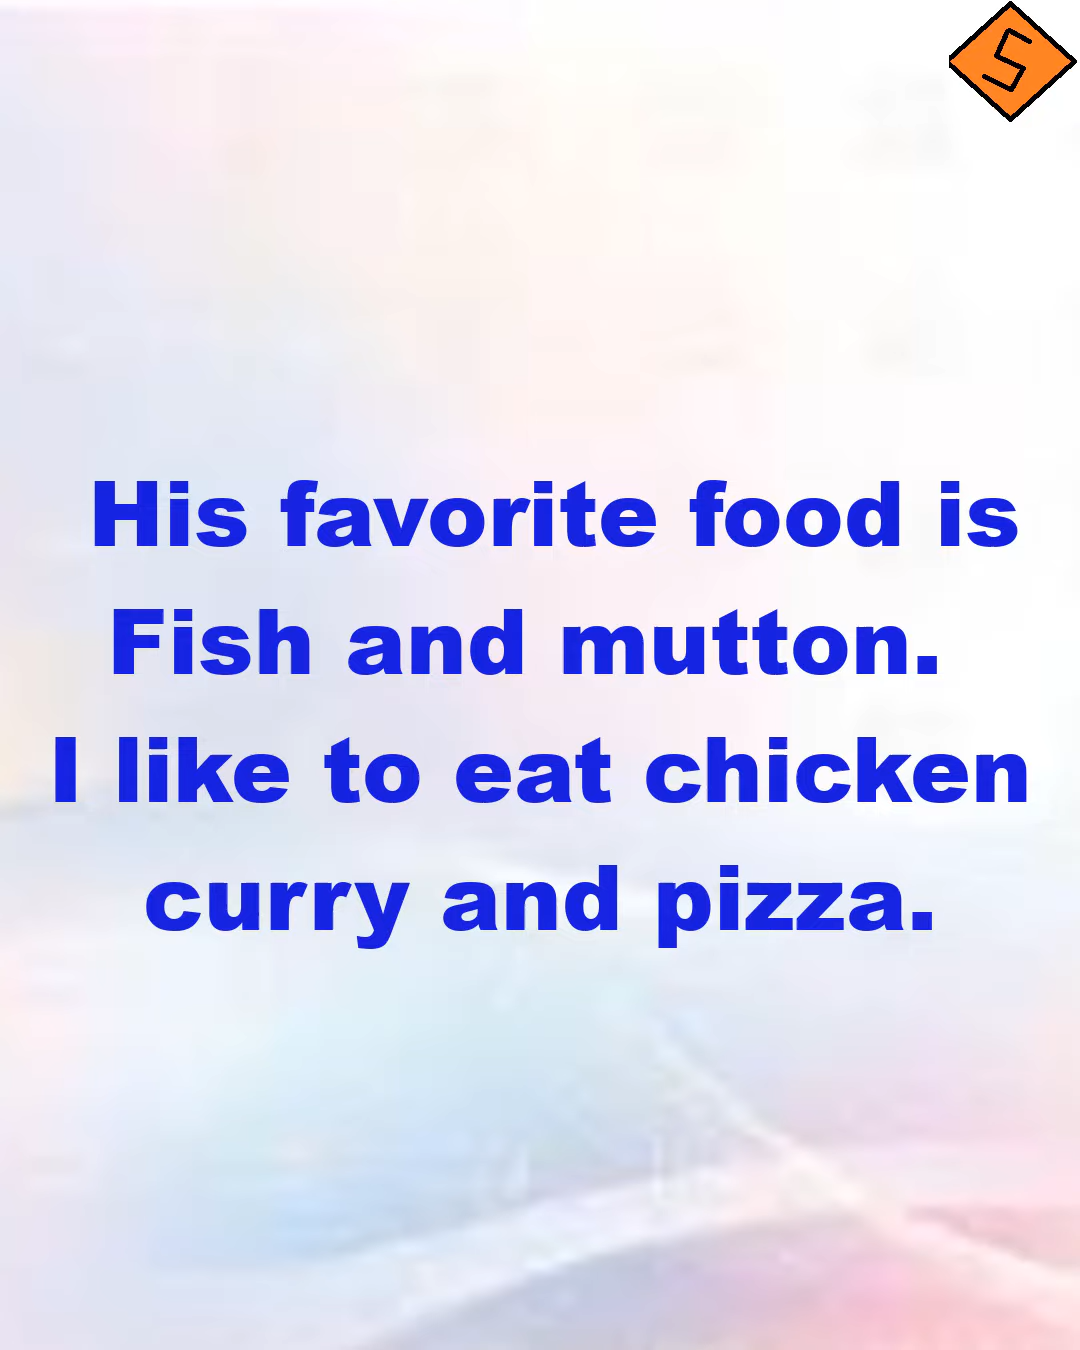 S
His favorite food is
Fish and mutton.
I like to eat chicken
curry and pizza.